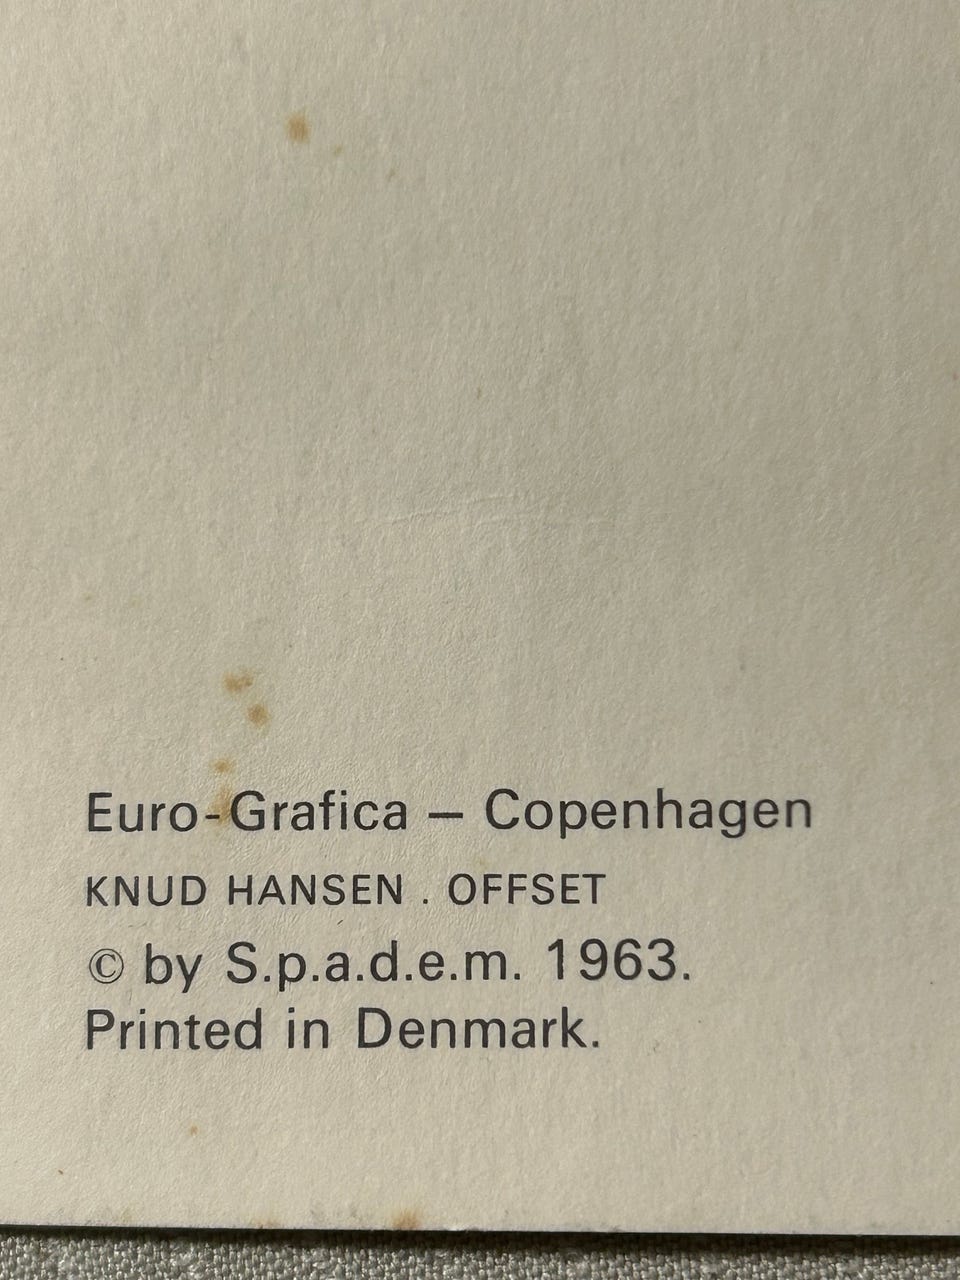 Euro-Grafica – Copenhagen
KNUD HANSEN . OFFSET
© by S.p.a.d.e.m. 1963.
Printed in Denmark.